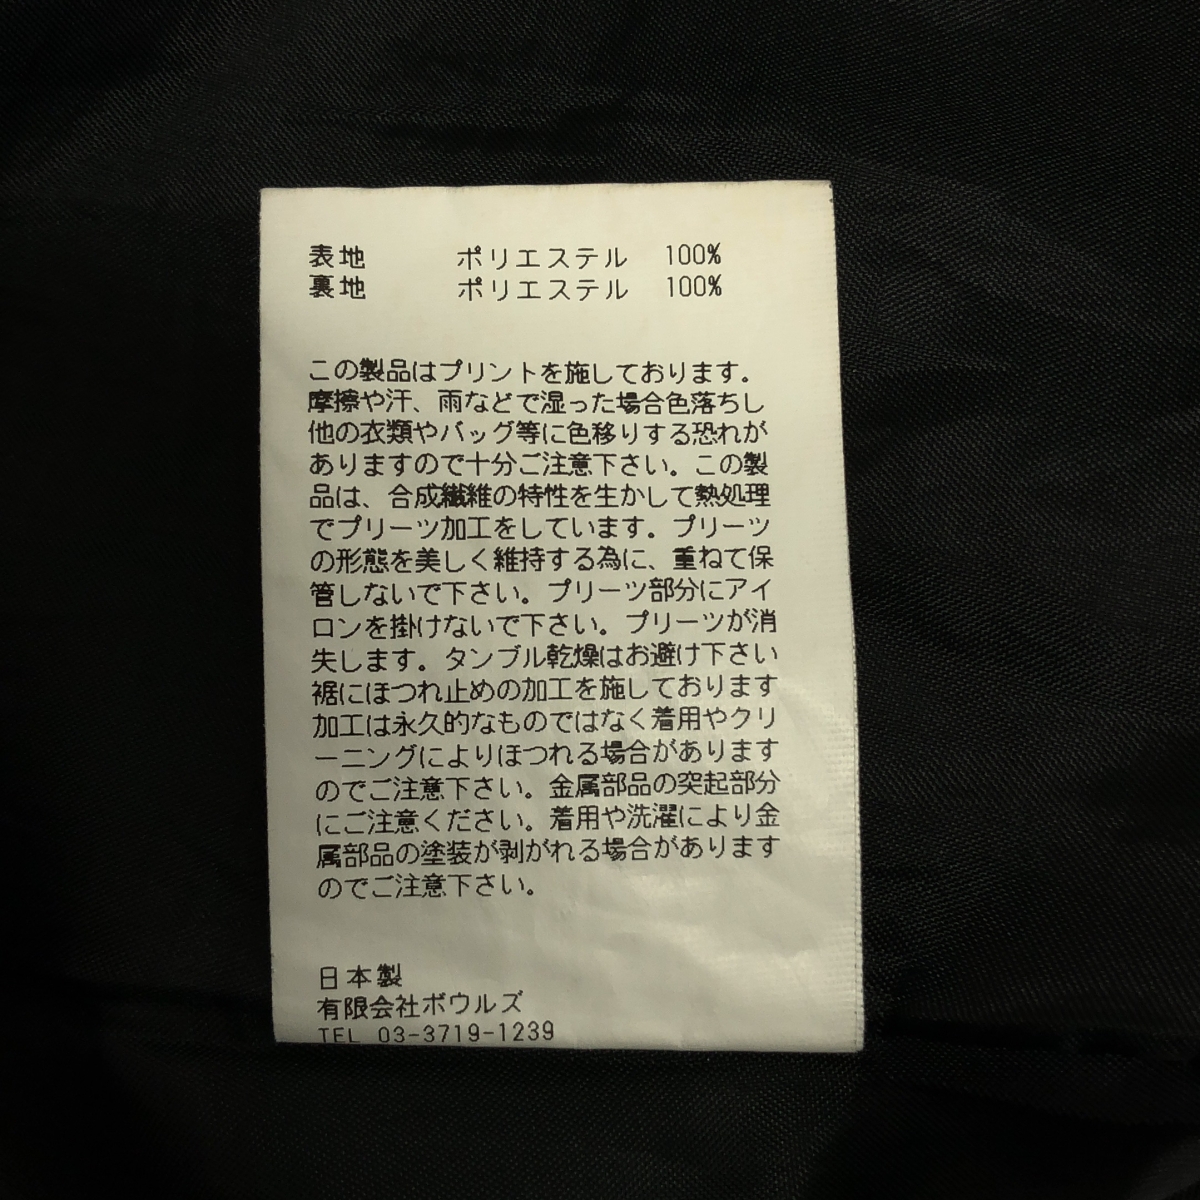 表地 ポリエステル 100%
裏地 ポリエステル 100%
この製品はプリントを施しております。
摩擦や汗、雨などで湿った場合色落ちし
他の衣類やバッグ等に色移りする恐れが
ありますので十分ご注意下さい。この製
品は、合成繊維の特性を生かして熱処理
でプリーツ加工をしています。プリーツ
の形態を美しく維持する為に、重ねて保
管しないで下さい。プリーツ部分にアイ
ロンを掛けないで下さい。プリーツが消
失します。タンブル乾燥はお避け下さい
裾にほつれ止めの加工を施しております
加工は永久的なものではなく着用やクリ
ーニングによりほつれる場合があります
のでご注意下さい。金属部品の突起部分
にご注意ください。着用や洗濯により金
属部品の塗装が剥がれる場合があります
のでご注意下さい。
日本製
有限会社ボウルズ
TEL 03-3719-1239